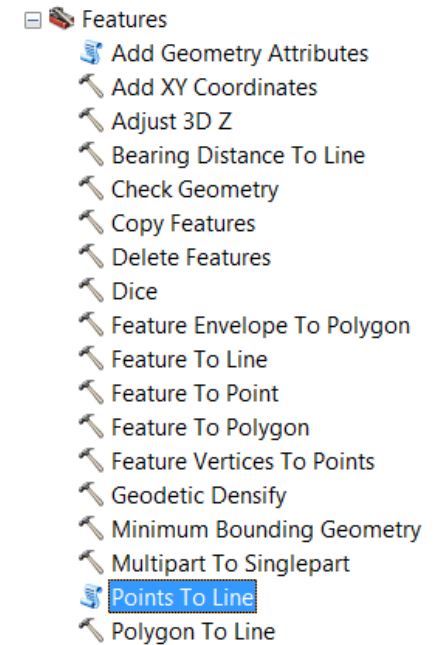 Features
Add Geometry Attributes
Add XY Coordinates
Adjust 3D Z
Bearing Distance To Line
Check Geometry
Copy Features
Delete Features
Dice
Feature Envelope To Polygon
Feature To Line
Feature To Point
Feature To Polygon
Feature Vertices To Points
Geodetic Densify
Minimum Bounding Geometry
Multipart To Singlepart
Points To Line
Polygon To Line